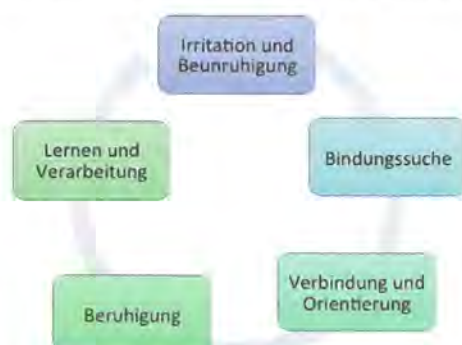 Irritation und
Beunruhigung
Bindungssuche
Verbindung und
Orientierung
Beruhigung
Lernen und
Verarbeitung